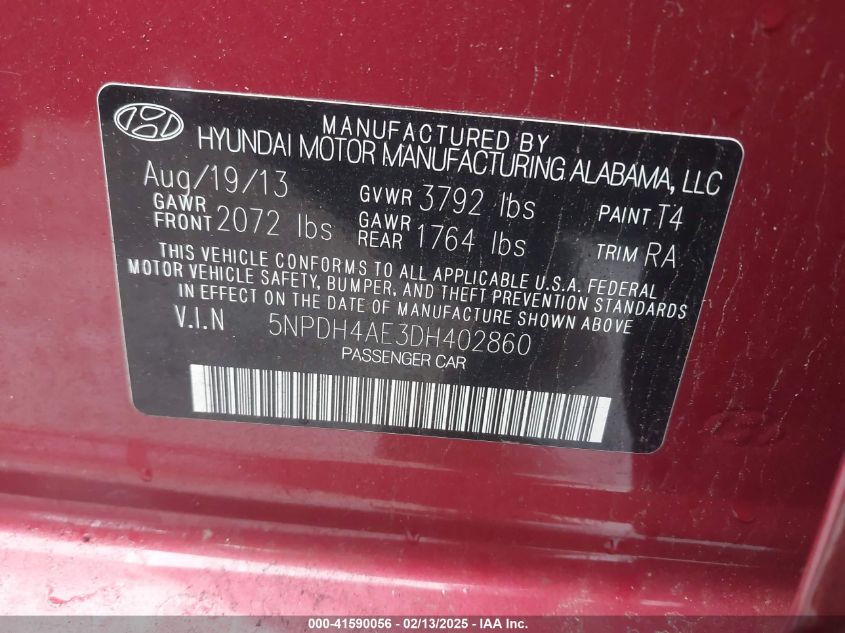 MANUFACTURED BY
HYUNDAI MOTOR MANUFACTURING ALABAMA, LLC
Aug/19/13 GVWR 3792 lbs PAINT T4
GAWR FRONT 2072 lbs GAWR REAR 1764 lbs TRIM RA
THIS VEHICLE CONFORMS TO ALL APPLICABLE U.S.A. FEDERAL
MOTOR VEHICLE SAFETY, BUMPER, AND THEFT PREVENTION STANDARDS
IN EFFECT ON THE DATE OF MANUFACTURE SHOWN ABOVE
V.I.N 5NPDH4AE3DH402860
PASSENGER CAR
000-41590056 - 02/13/2025 - IAA Inc.